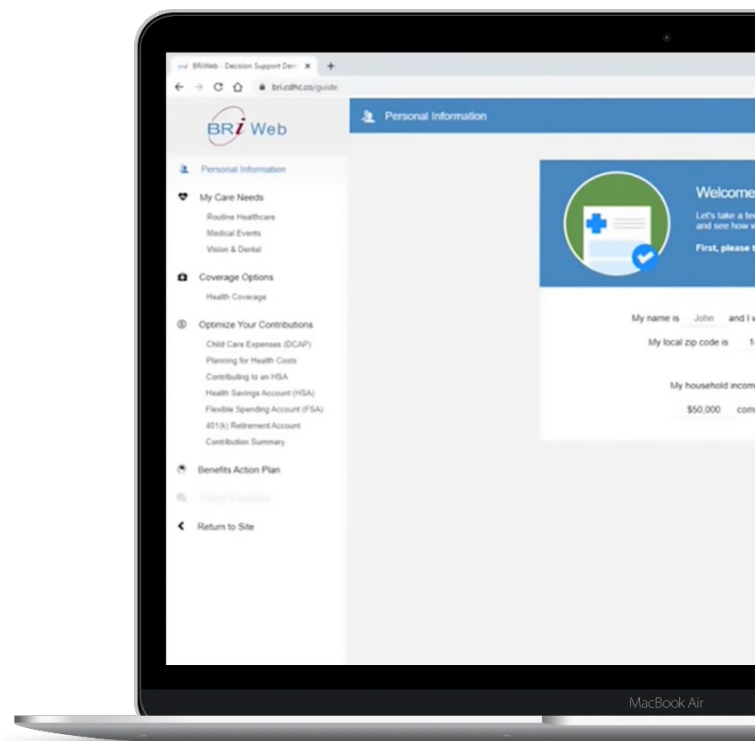 BRiWeb - Decision Support Dem
bri.cdhc.co/guide
BRi Web
Personal Information
Personal Information
My Care Needs
Routine Healthcare
Medical Events
Vision & Dental
Coverage Options
Health Coverage
Optimize Your Contributions
Child Care Expenses (DCAP)
Planning for Health Costs
Contributing to an HSA
Health Savings Account (HSA)
Flexible Spending Account (FSA)
401(k) Retirement Account
Contribution Summary
Benefits Action Plan
Return to Site
Welcome
Let's take a fe
and see how w
First, please t
My name is John and I w
My local zip code is 1
My household incom
$50,000 com
MacBook Air